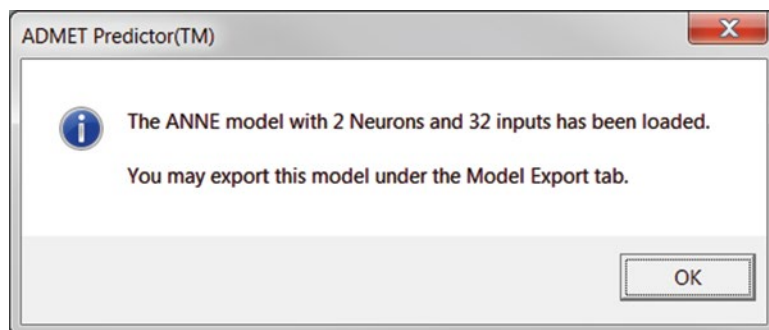 ADMET Predictor(TM)
The ANNE model with 2 Neurons and 32 inputs has been loaded.
You may export this model under the Model Export tab.
OK